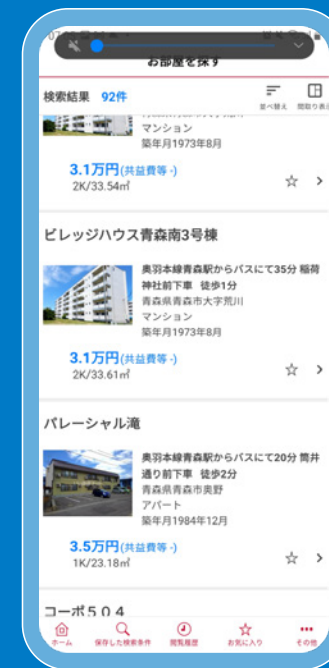 お部屋を探す
検索結果 92件
並べ替え 間取り表示
マンション
築年月1973年8月
3.1万円(共益費等 -)
2K/33.54㎡
ビレッジハウス青森南3号棟
奥羽本線青森駅からバスにて35分 稲荷
神社前下車 徒歩1分
青森県青森市大字荒川
マンション
築年月1973年8月
3.1万円(共益費等 -)
2K/33.61㎡
パレーシャル滝
奥羽本線青森駅からバスにて20分 筒井
通り前下車 徒歩2分
青森県青森市奥野
アパート
築年月1984年12月
3.5万円(共益費等 -)
1K/23.18㎡
コーポ５０４
ホーム 保存した検索条件 閲覧履歴 お気に入り その他